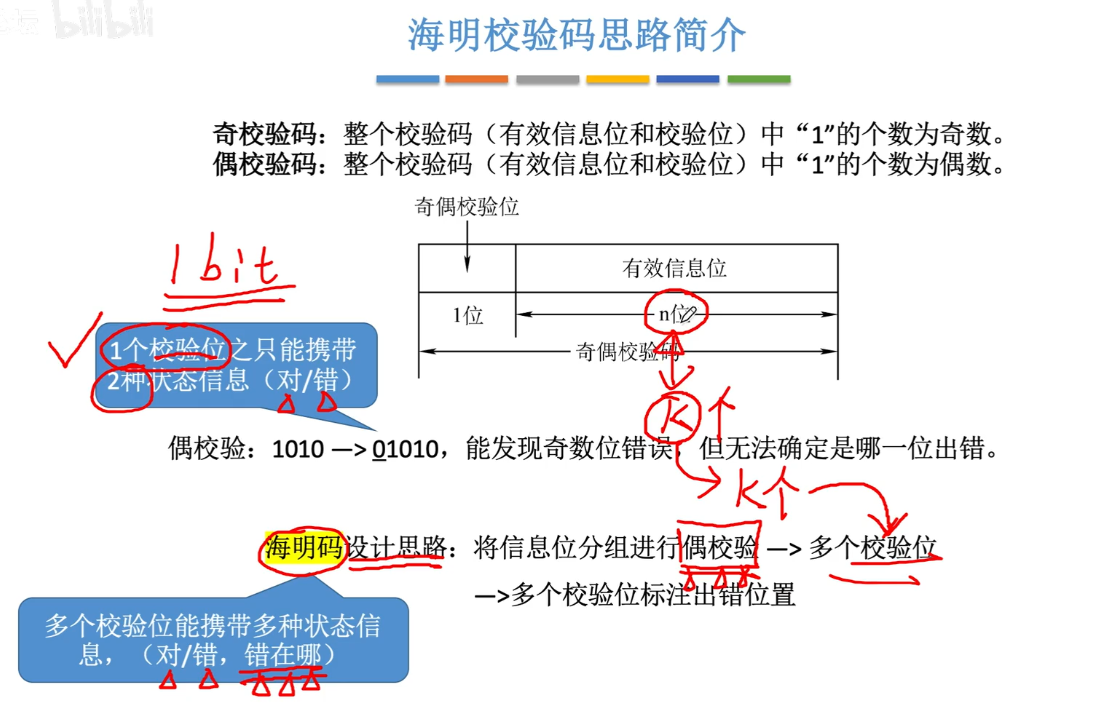 bilibili
海明校验码思路简介
奇校验码：整个校验码（有效信息位和校验位）中“1”的个数为奇数。
偶校验码：整个校验码（有效信息位和校验位）中“1”的个数为偶数。
奇偶校验位
有效信息位
1位
n位
奇偶校验码
1bit
1个校验位之只能携带
2种状态信息（对/错）
K
偶校验：1010 —> 01010，能发现奇数位错误，但无法确定是哪一位出错。
K个
海明码设计思路：将信息位分组进行偶校验 —> 多个校验位
—>多个校验位标注出错位置
多个校验位能携带多种状态信
息，（对/错，错在哪）